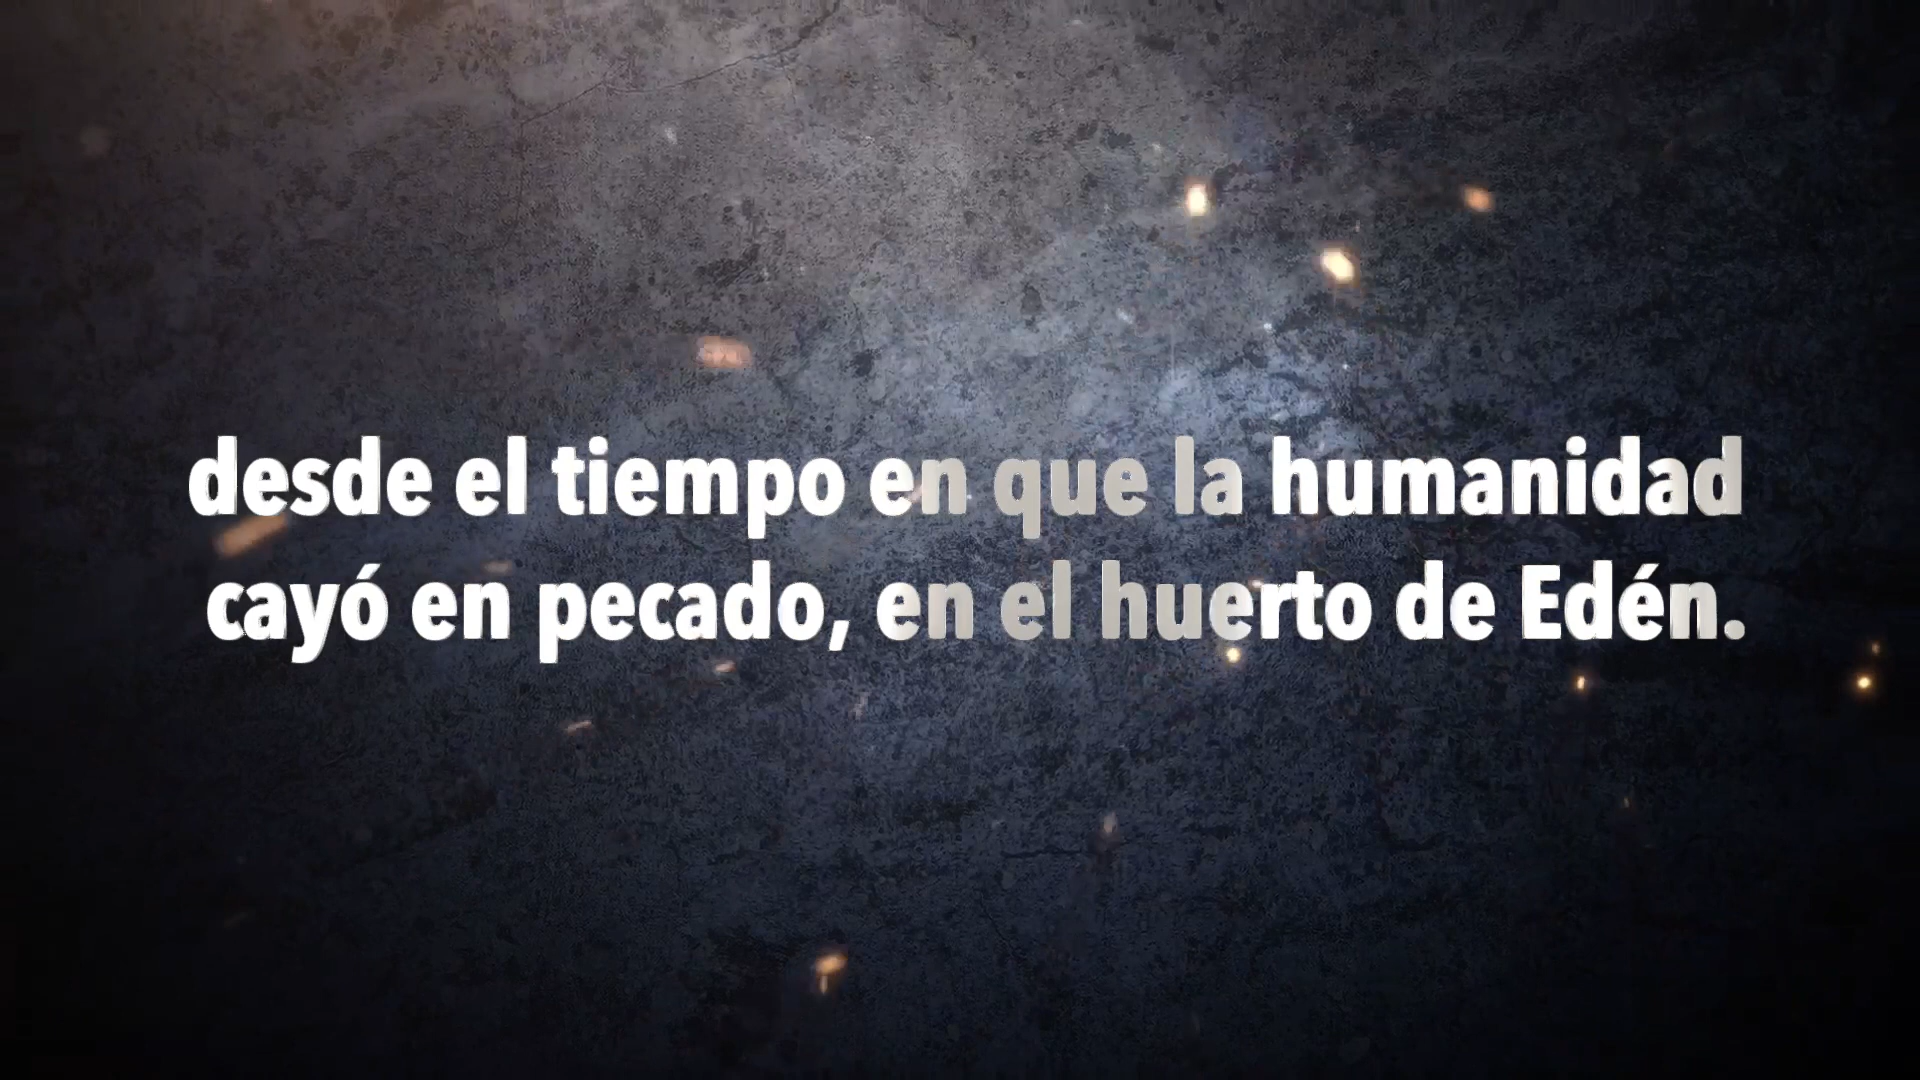 desde el tiempo en que la humanidad
cayó en pecado, en el huerto de Edén.